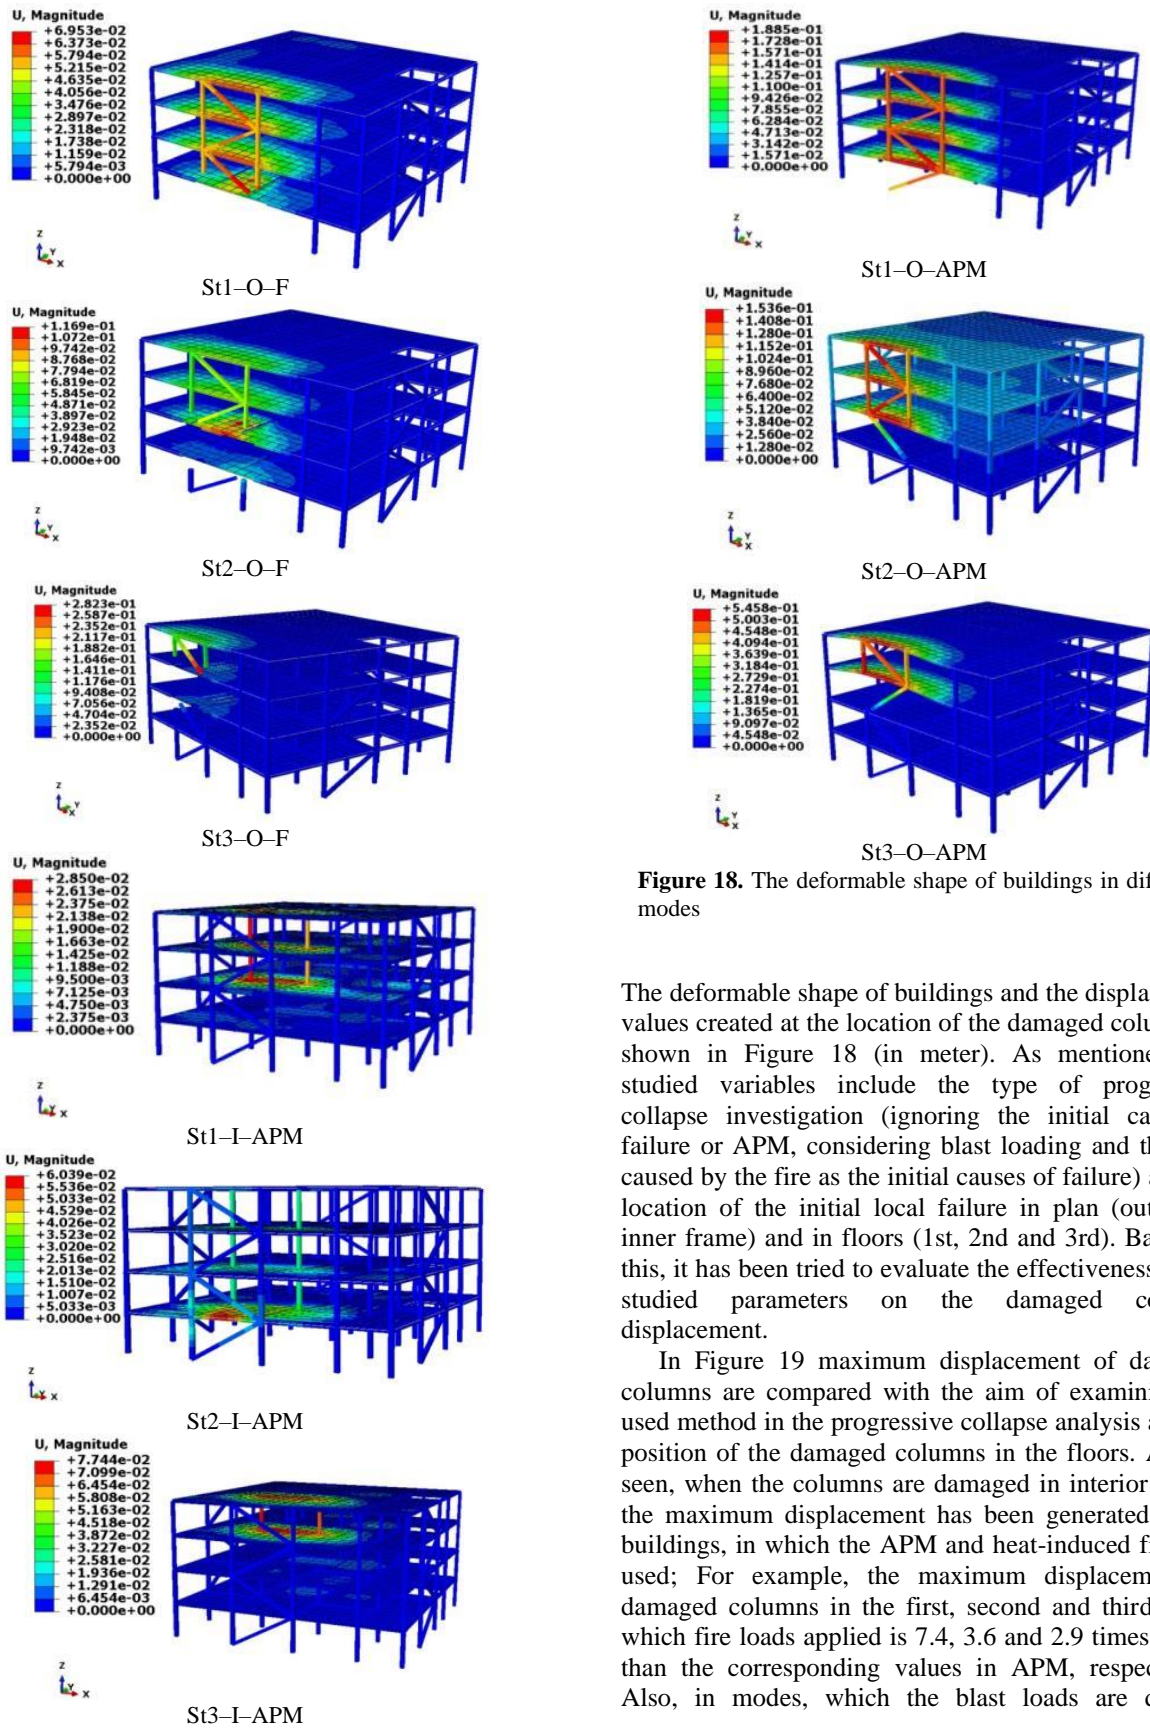 U, Magnitude
+6.953e-02
+6.373e-02
+5.794e-02
+5.215e-02
+4.635e-02
+4.056e-02
+3.476e-02
+2.897e-02
+2.318e-02
+1.738e-02
+1.159e-02
+5.794e-03
+0.000e+00
Z
Y
X
St1–O–F
U, Magnitude
+1.169e-01
+1.072e-01
+9.742e-02
+8.768e-02
+7.794e-02
+6.819e-02
+5.845e-02
+4.871e-02
+3.897e-02
+2.923e-02
+1.948e-02
+9.742e-03
+0.000e+00
Z
Y
X
St2–O–F
U, Magnitude
+2.823e-01
+2.587e-01
+2.352e-01
+2.117e-01
+1.882e-01
+1.646e-01
+1.411e-01
+1.176e-01
+9.408e-02
+7.056e-02
+4.704e-02
+2.352e-02
+0.000e+00
Z
Y
X
St3–O–F
U, Magnitude
+2.850e-02
+2.613e-02
+2.375e-02
+2.138e-02
+1.900e-02
+1.663e-02
+1.425e-02
+1.188e-02
+9.500e-03
+7.125e-03
+4.750e-03
+2.375e-03
+0.000e+00
Z
Y
X
St1–I–APM
U, Magnitude
+6.039e-02
+5.536e-02
+5.033e-02
+4.529e-02
+4.026e-02
+3.523e-02
+3.020e-02
+2.516e-02
+2.013e-02
+1.510e-02
+1.007e-02
+5.033e-03
+0.000e+00
Z
Y
X
St2–I–APM
U, Magnitude
+7.744e-02
+7.099e-02
+6.454e-02
+5.808e-02
+5.163e-02
+4.518e-02
+3.872e-02
+3.227e-02
+2.581e-02
+1.936e-02
+1.291e-02
+6.454e-03
+0.000e+00
Z
Y
X
St3–I–APM
U, Magnitude
+1.885e-01
+1.728e-01
+1.571e-01
+1.414e-01
+1.257e-01
+1.100e-01
+9.426e-02
+7.855e-02
+6.284e-02
+4.713e-02
+3.142e-02
+1.571e-02
+0.000e+00
Z
Y
X
St1–O–APM
U, Magnitude
+1.536e-01
+1.408e-01
+1.280e-01
+1.152e-01
+1.024e-01
+8.960e-02
+7.680e-02
+6.400e-02
+5.120e-02
+3.840e-02
+2.560e-02
+1.280e-02
+0.000e+00
Z
Y
X
St2–O–APM
U, Magnitude
+5.458e-01
+5.003e-01
+4.548e-01
+4.094e-01
+3.639e-01
+3.184e-01
+2.729e-01
+2.274e-01
+1.819e-01
+1.365e-01
+9.097e-02
+4.548e-02
+0.000e+00
Z
Y
X
St3–O–APM
Figure 18. The deformable shape of buildings in dif
modes
The deformable shape of buildings and the displa
values created at the location of the damaged colu
shown in Figure 18 (in meter). As mentione
studied variables include the type of prog
collapse investigation (ignoring the initial ca
failure or APM, considering blast loading and th
caused by the fire as the initial causes of failure) a
location of the initial local failure in plan (out
inner frame) and in floors (1st, 2nd and 3rd). Ba
this, it has been tried to evaluate the effectiveness
studied parameters on the damaged co
displacement.
In Figure 19 maximum displacement of da
columns are compared with the aim of examini
used method in the progressive collapse analysis a
position of the damaged columns in the floors. A
seen, when the columns are damaged in interior
the maximum displacement has been generated
buildings, in which the APM and heat-induced fi
used; For example, the maximum displaceme
damaged columns in the first, second and third
which fire loads applied is 7.4, 3.6 and 2.9 times
than the corresponding values in APM, respec
Also, in modes, which the blast loads are c